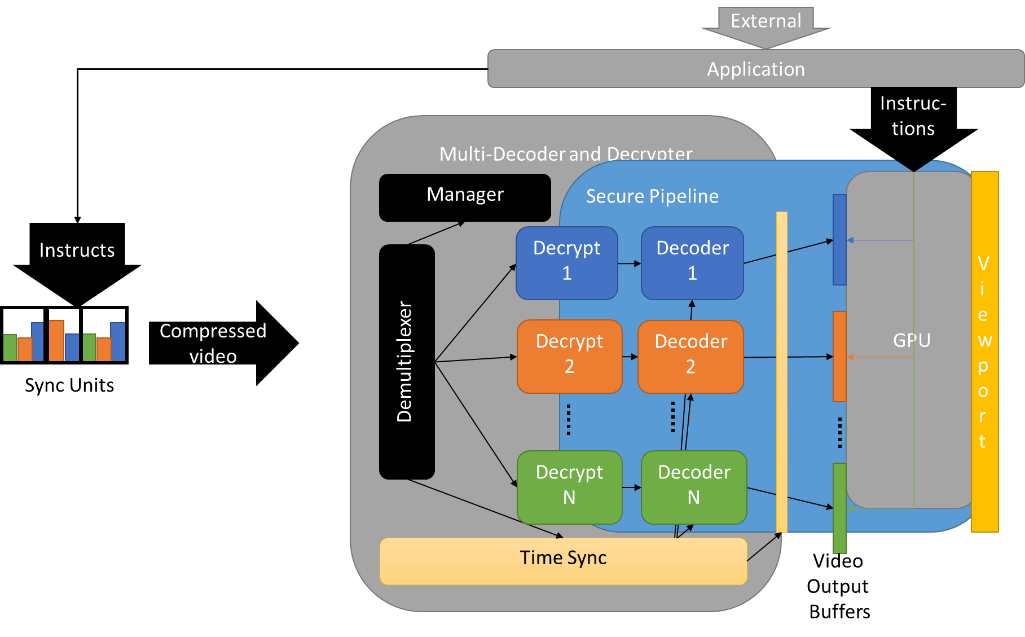 External
Application
Instruc-
tions
Multi-Decoder and Decrypter
Manager
Secure Pipeline
Instructs
Decrypt
1
Decoder
1
Compressed
video
Sync Units
Demultiplexer
Decrypt
2
Decoder
2
GPU
Viewport
Decrypt
N
Decoder
N
Time Sync
Video
Output
Buffers